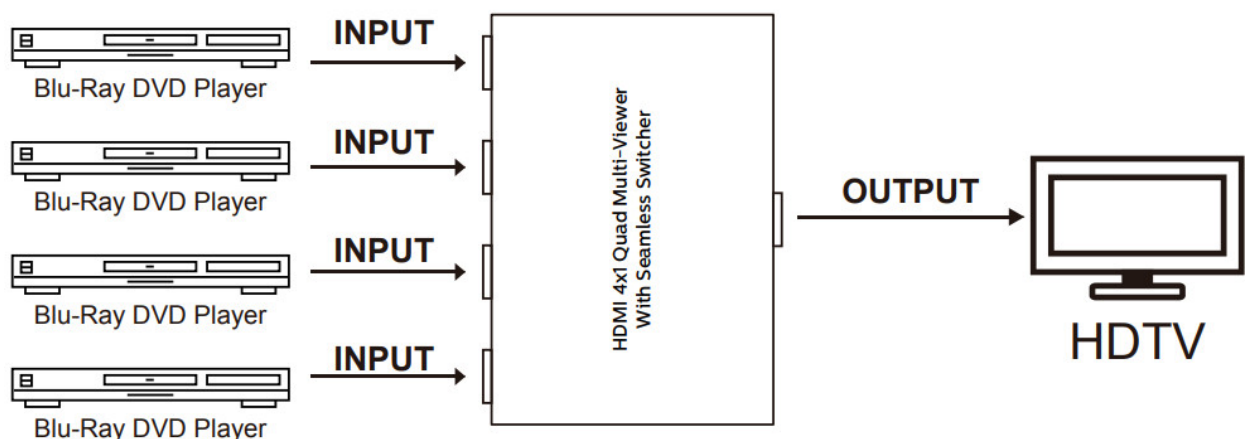 INPUT
Blu-Ray DVD Player
INPUT
Blu-Ray DVD Player
INPUT
Blu-Ray DVD Player
INPUT
Blu-Ray DVD Player
HDMI 4x1 Quad Multi-Viewer
With Seamless Switcher
OUTPUT
HDTV